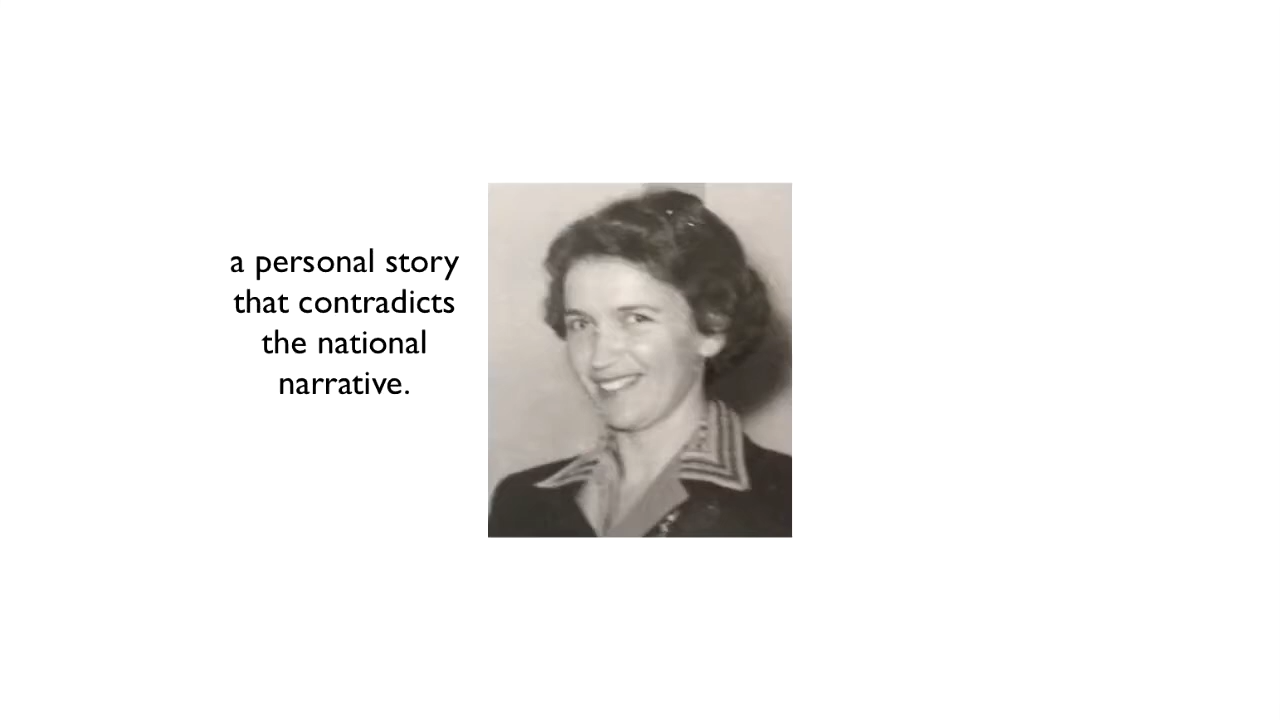 a personal story
that contradicts
the national
narrative.